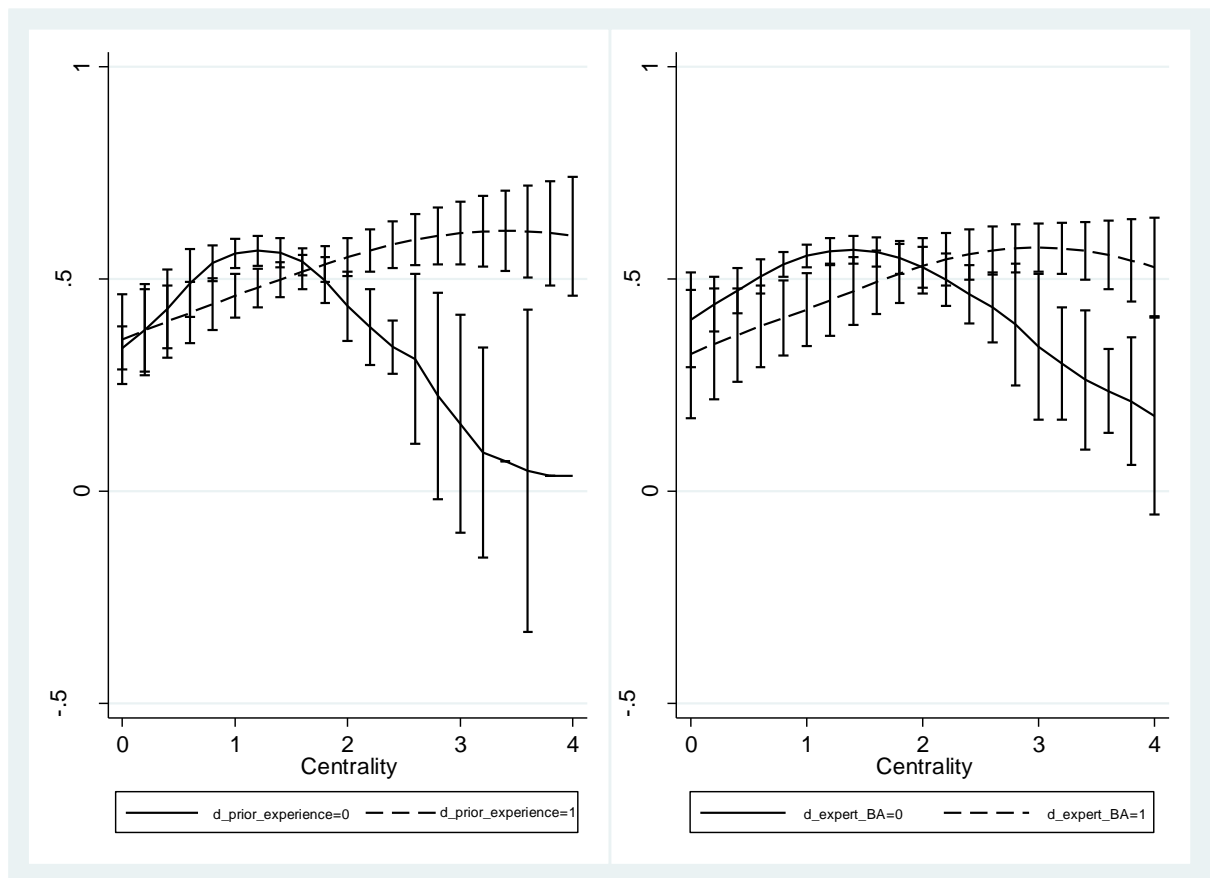 1
.5
0
-.5
0 1 2 3 4
Centrality
d_prior_experience=0 d_prior_experience=1
1
.5
0
-.5
0 1 2 3 4
Centrality
d_expert_BA=0 d_expert_BA=1